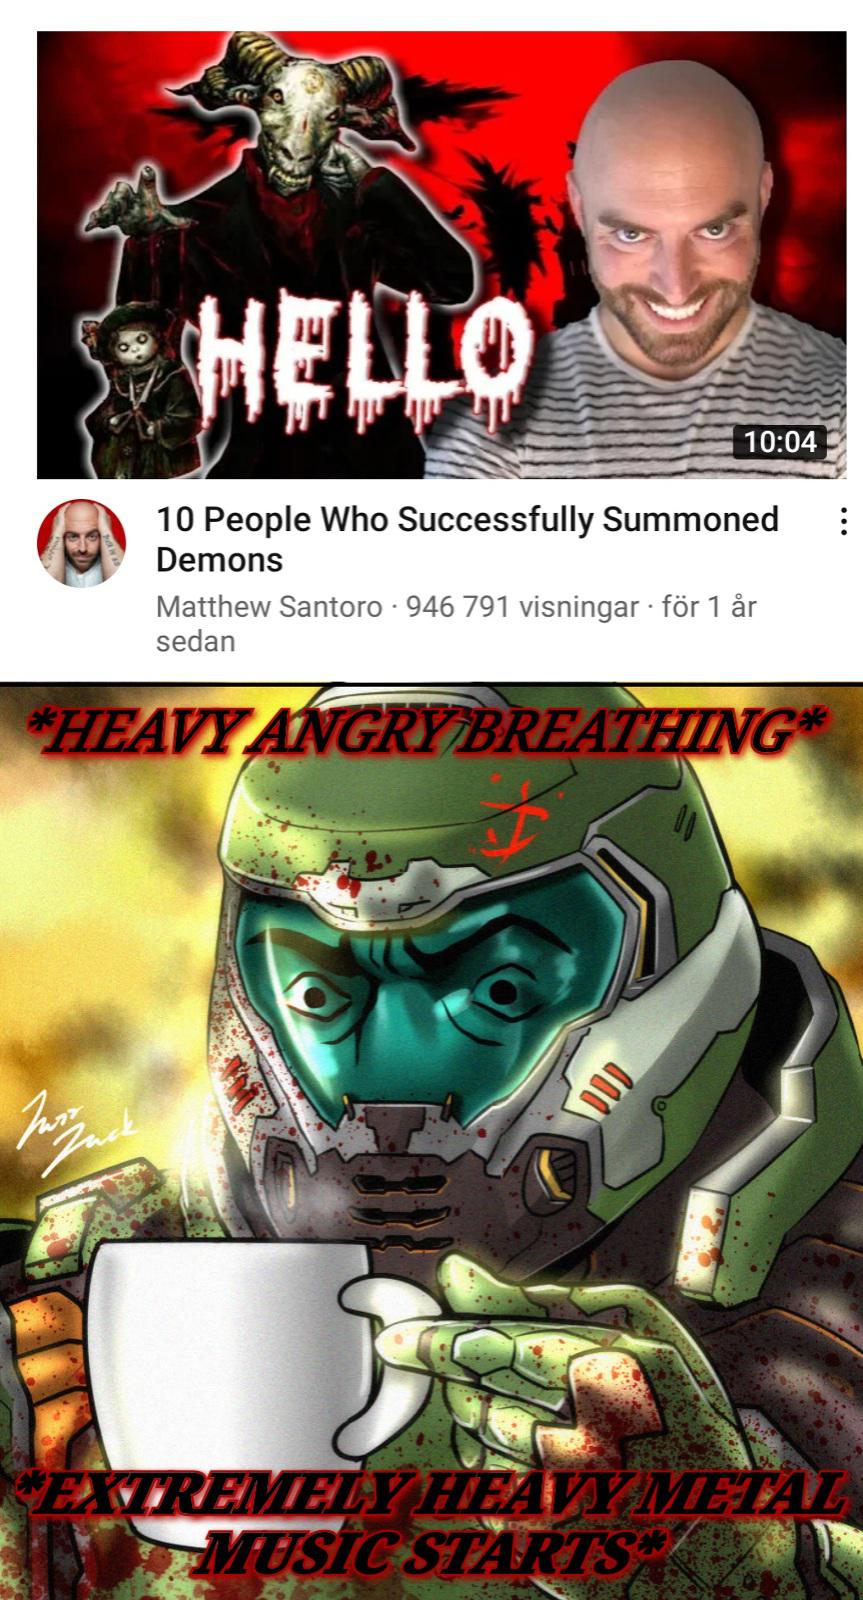 HELLO
10:04
10 People Who Successfully Summoned
Demons
Matthew Santoro · 946 791 visningar · för 1 år
sedan
*HEAVY ANGRY BREATHING*
*EXTREMELY HEAVY METAL
MUSIC STARTS*